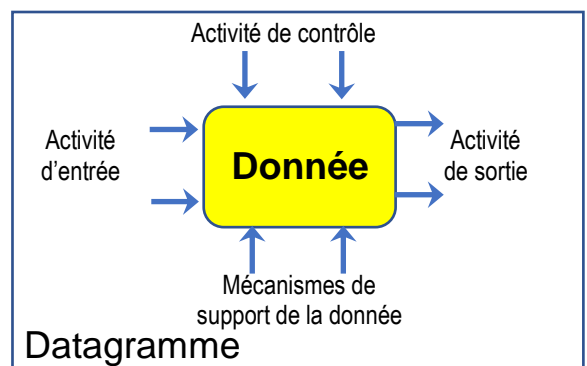 Activité de contrôle
Activité
d'entrée
Donnée
Activité
de sortie
Mécanismes de
support de la donnée
Datagramme